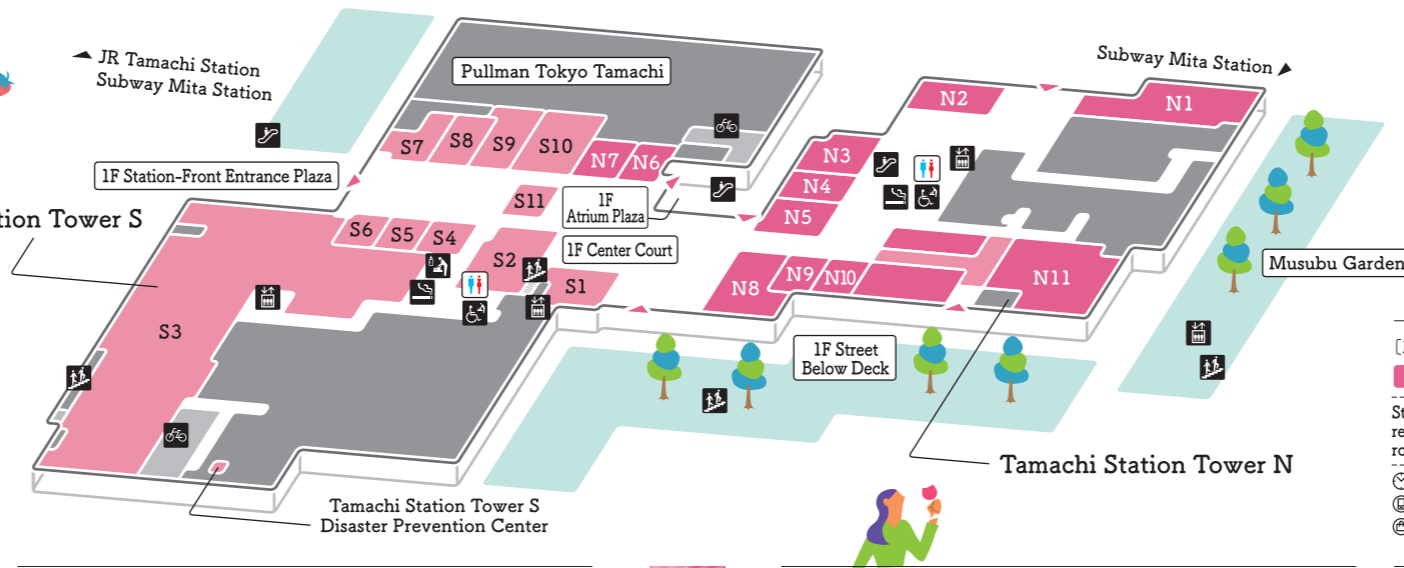 JR Tamachi Station
Subway Mita Station
Pullman Tokyo Tamachi
Subway Mita Station
N2
N1
S7
S8
S9
S10
N7
N6
N3
N4
N5
1F Station-Front Entrance Plaza
S11
1F
Atrium Plaza
tion Tower S
S6
S5
S4
S2
1F Center Court
S1
N8
N9
N10
N11
Musubu Garden
S3
1F Street
Below Deck
Tamachi Station Tower N
Tamachi Station Tower S
Disaster Prevention Center
St
re
ro